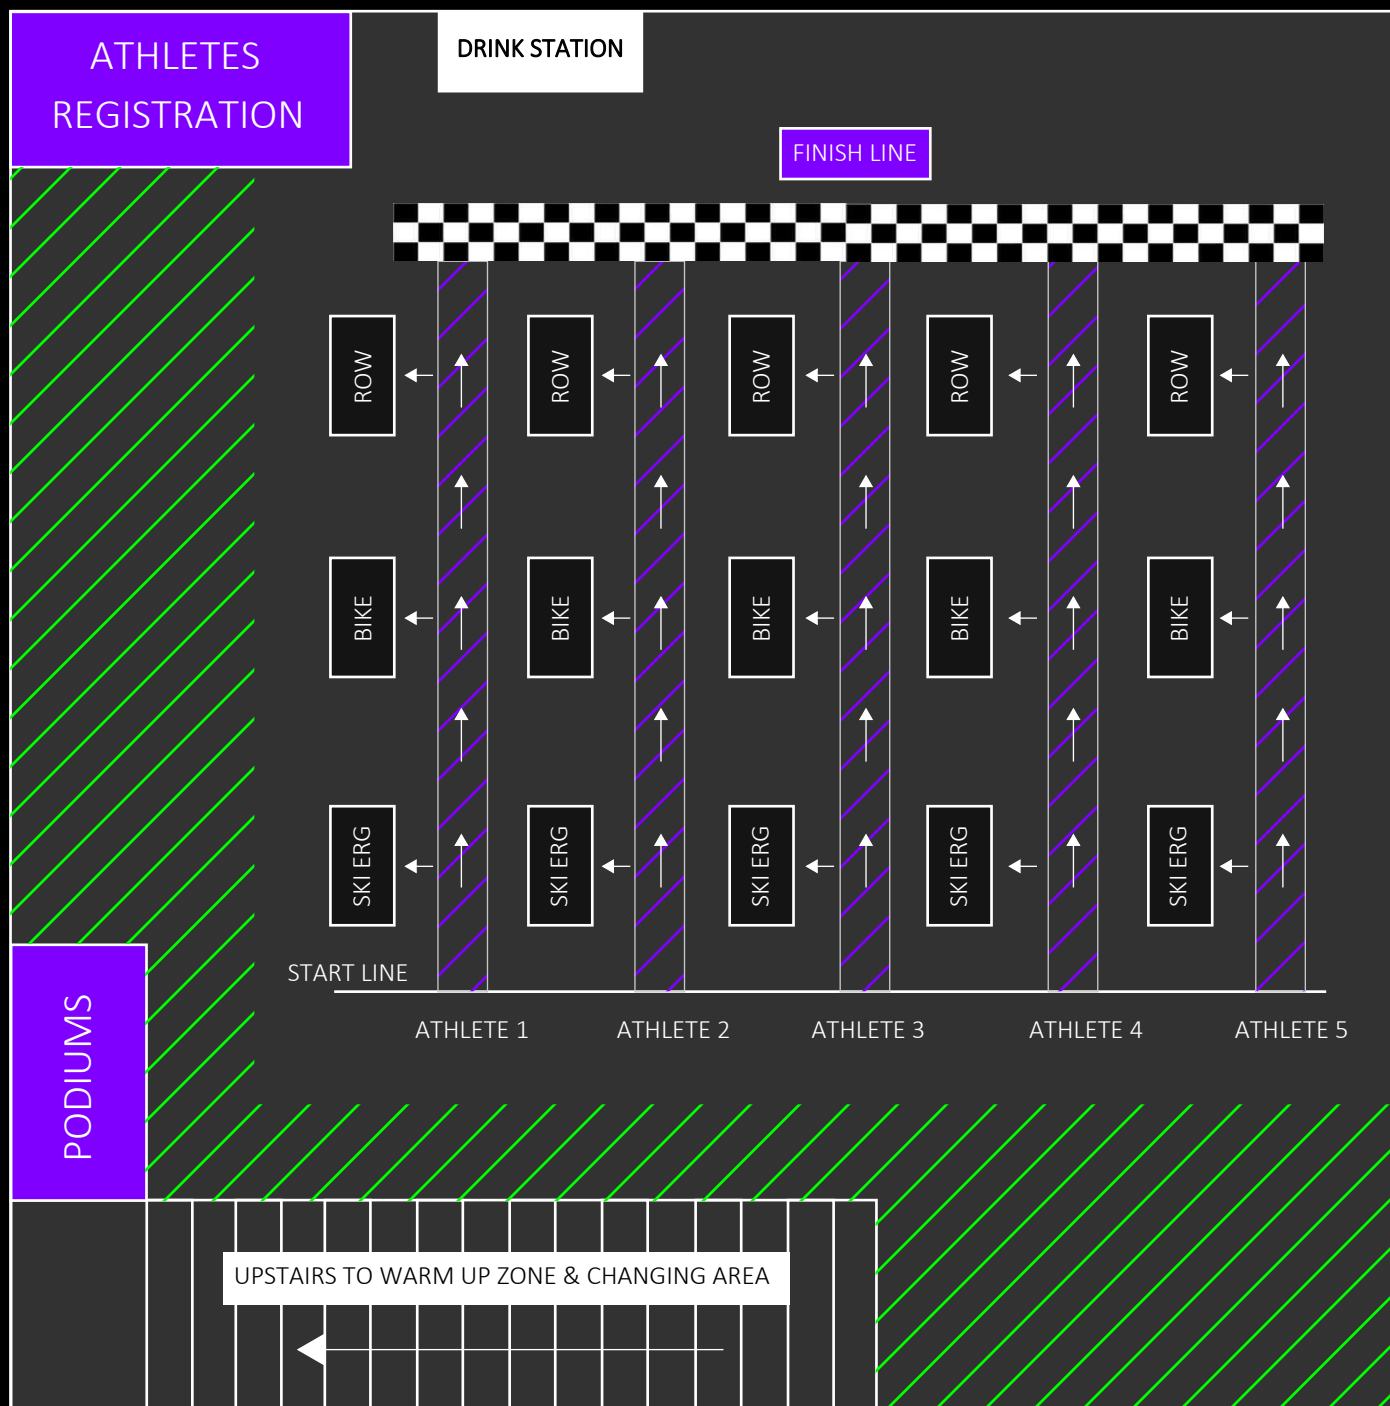 ATHLETES
REGISTRATION
DRINK STATION
FINISH LINE
ROW
ROW
ROW
ROW
ROW
BIKE
BIKE
BIKE
BIKE
BIKE
SKI ERG
SKI ERG
SKI ERG
SKI ERG
SKI ERG
START LINE
ATHLETE 1
ATHLETE 2
ATHLETE 3
ATHLETE 4
ATHLETE 5
PODIUMS
UPSTAIRS TO WARM UP ZONE & CHANGING AREA